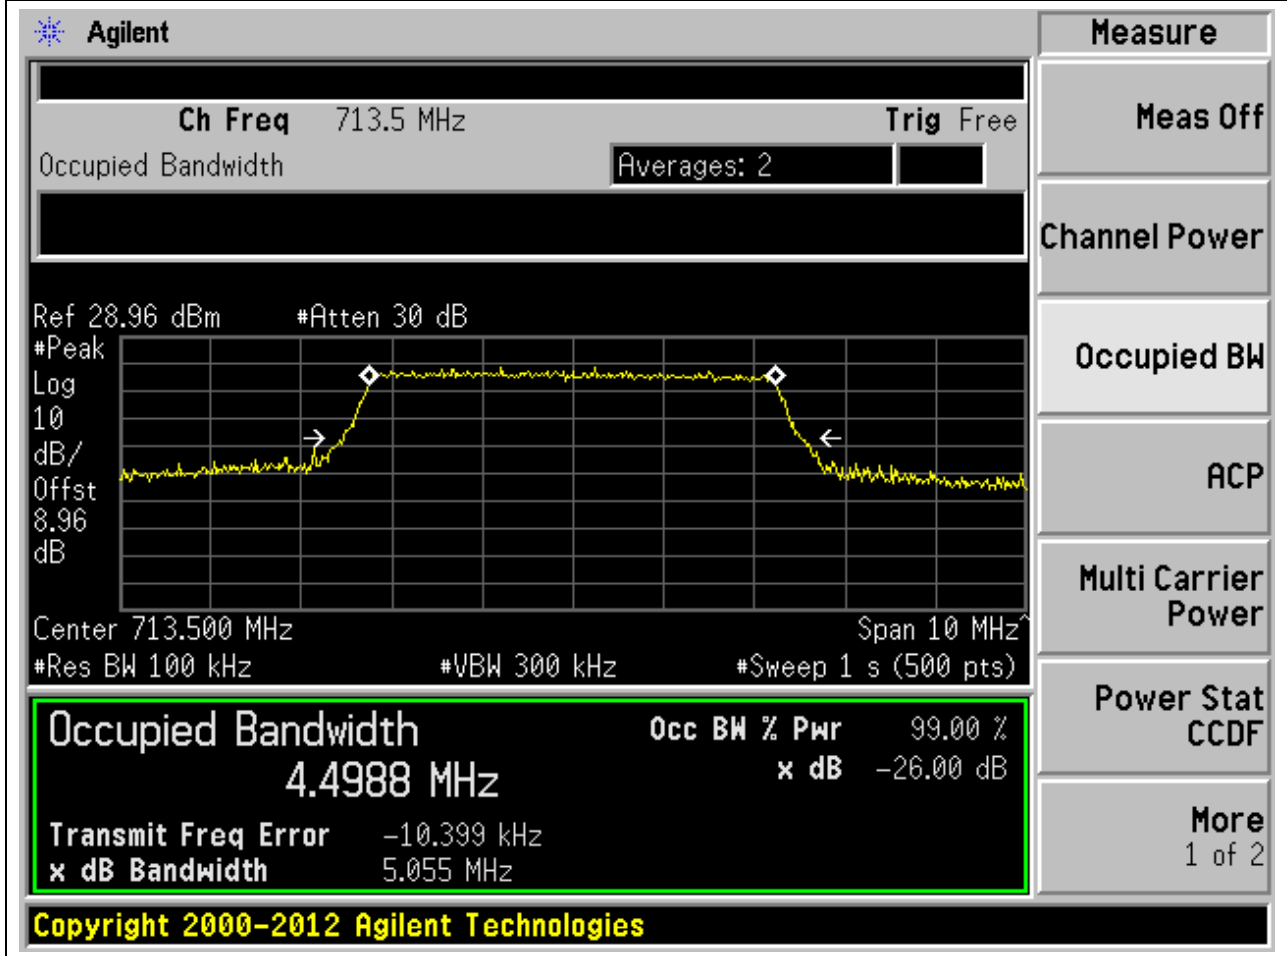 Agilent
Measure
Ch Freq 713.5 MHz Trig Free
Occupied Bandwidth Averages: 2
Meas Off
Channel Power
Occupied BW
ACP
Multi Carrier
Power
Power Stat
CCDF
More
1 of 2
Ref 28.96 dBm #Atten 30 dB
#Peak
Log
10
dB/
Offst
8.96
dB
Center 713.500 MHz Span 10 MHz^
#Res BW 100 kHz #VBW 300 kHz #Sweep 1 s (500 pts)
Occupied Bandwidth Occ BW % Pwr 99.00 %
4.4988 MHz x dB -26.00 dB
Transmit Freq Error -10.399 kHz
x dB Bandwidth 5.055 MHz
Copyright 2000-2012 Agilent Technologies